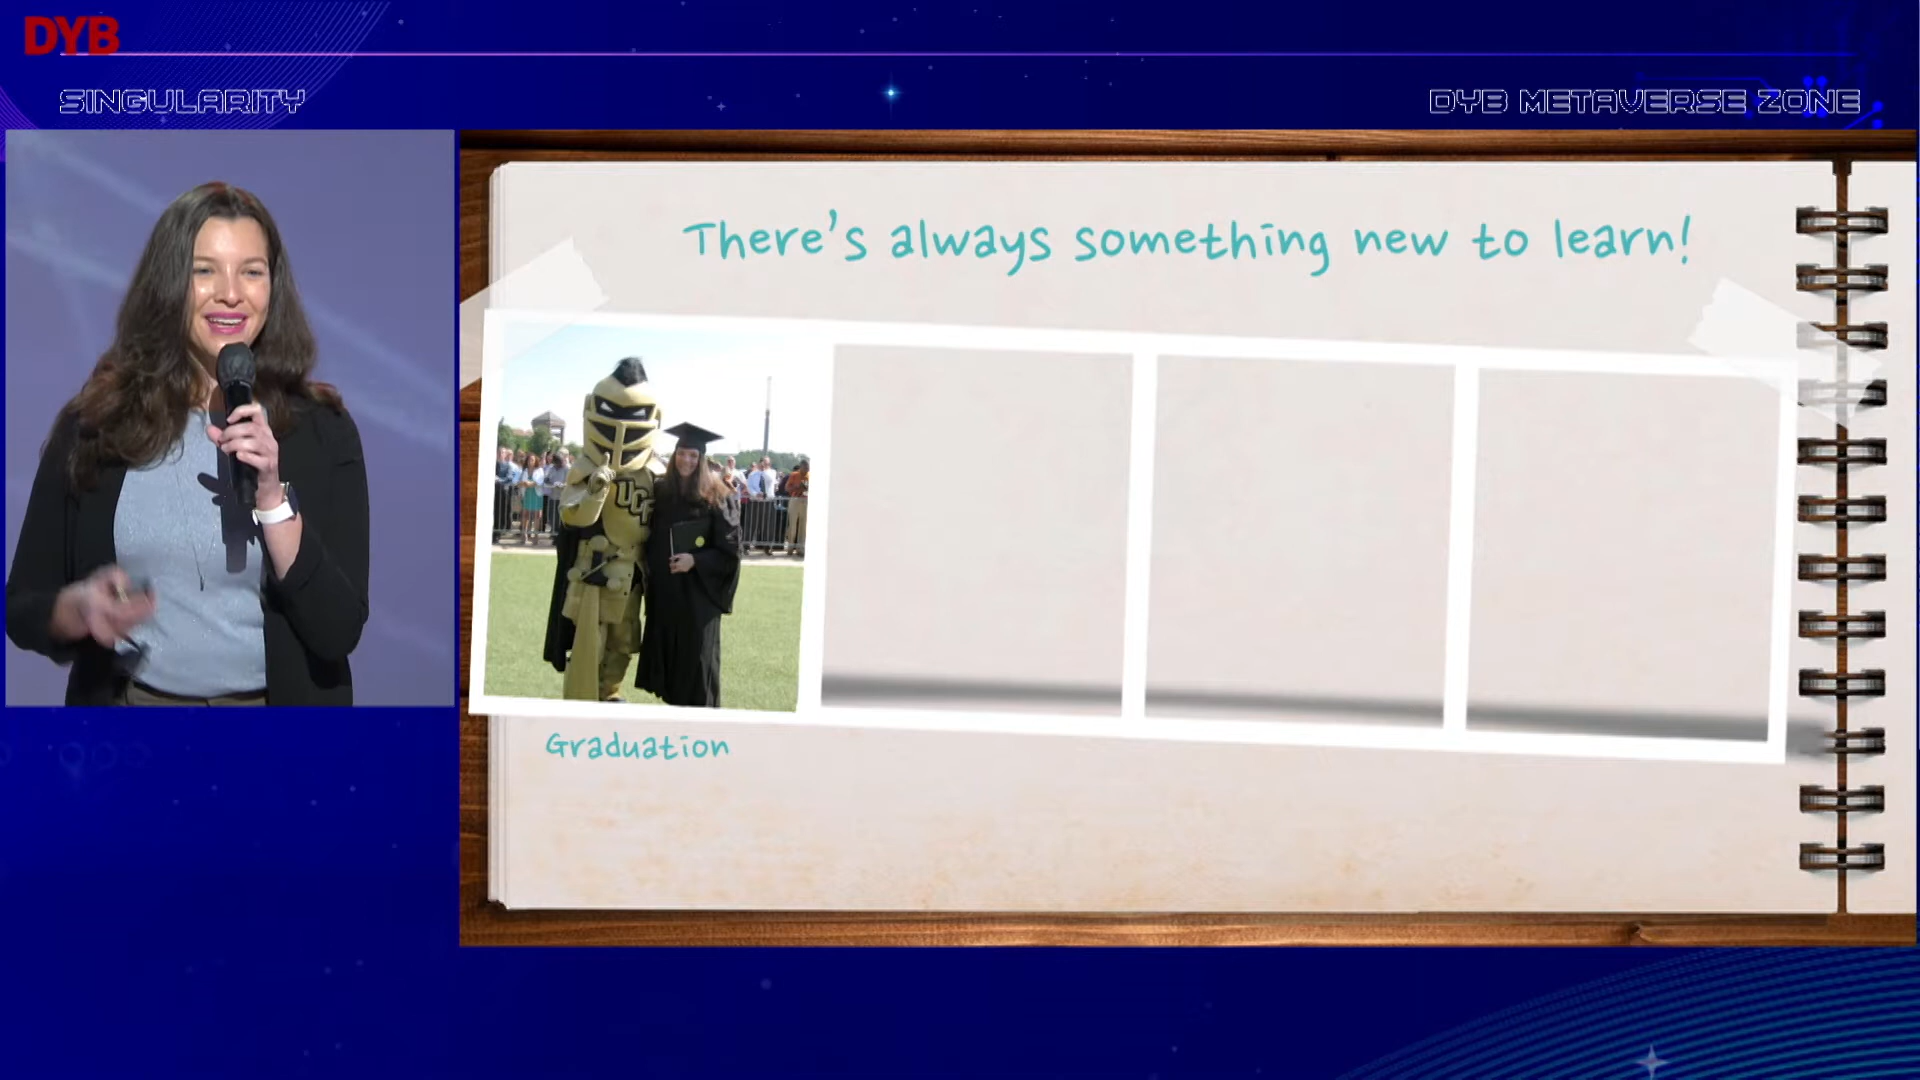 DYB
SINGULARITY
DYB METAVERSE ZONE
There's always something new to learn!
UCF
Graduation